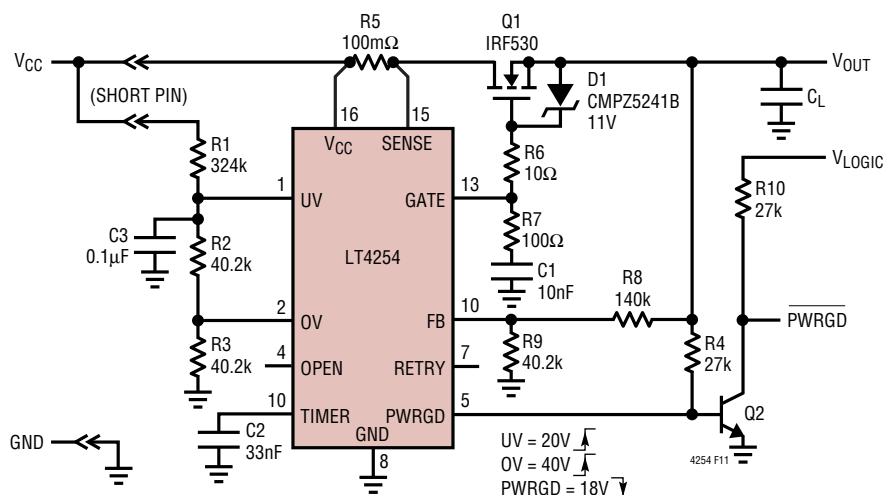 R5
100mΩ
Q1
IRF530
VCC
VOUT
(SHORT PIN)
D1
CMPZ5241B
11V
CL
16
15
VCC
SENSE
R1
324k
R6
10Ω
VLOGIC
1
UV
GATE
13
R10
27k
C3
0.1µF
R2
40.2k
R7
100Ω
LT4254
C1
10nF
R8
140k
2
OV
FB
10
PWRGD
R3
40.2k
4
OPEN
RETRY
7
R9
40.2k
R4
27k
10
TIMER
PWRGD
5
Q2
GND
C2
33nF
GND
8
UV = 20V
OV = 40V
PWRGD = 18V
4254 F11